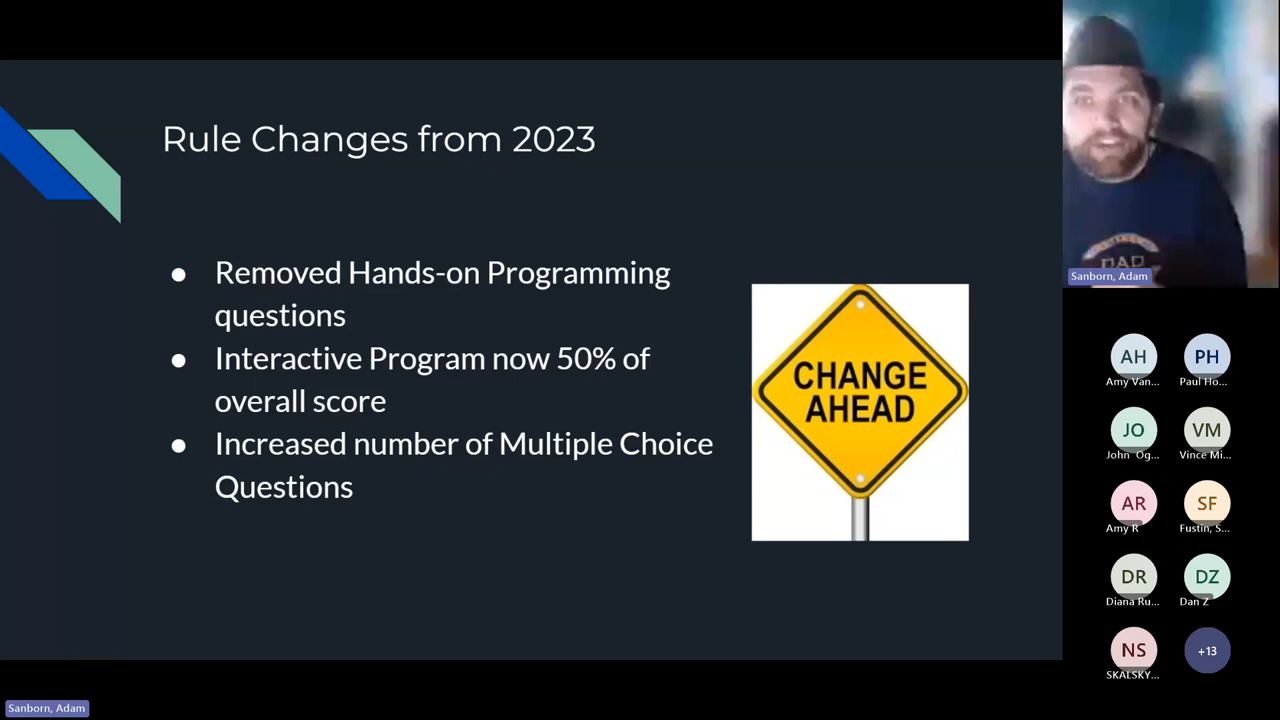 Rule Changes from 2023
● Removed Hands-on Programming
questions
● Interactive Program now 50% of
overall score
● Increased number of Multiple Choice
Questions
CHANGE
AHEAD
DAD
Sanborn, Adam
AH
PH
Amy Van...
Paul Ho...
JO
VM
John Og...
Vince Mi...
AR
SF
Amy R
Fustin, S...
DR
DZ
Diana Ru...
Dan Z
NS
+13
SKALSKY...
Sanborn, Adam